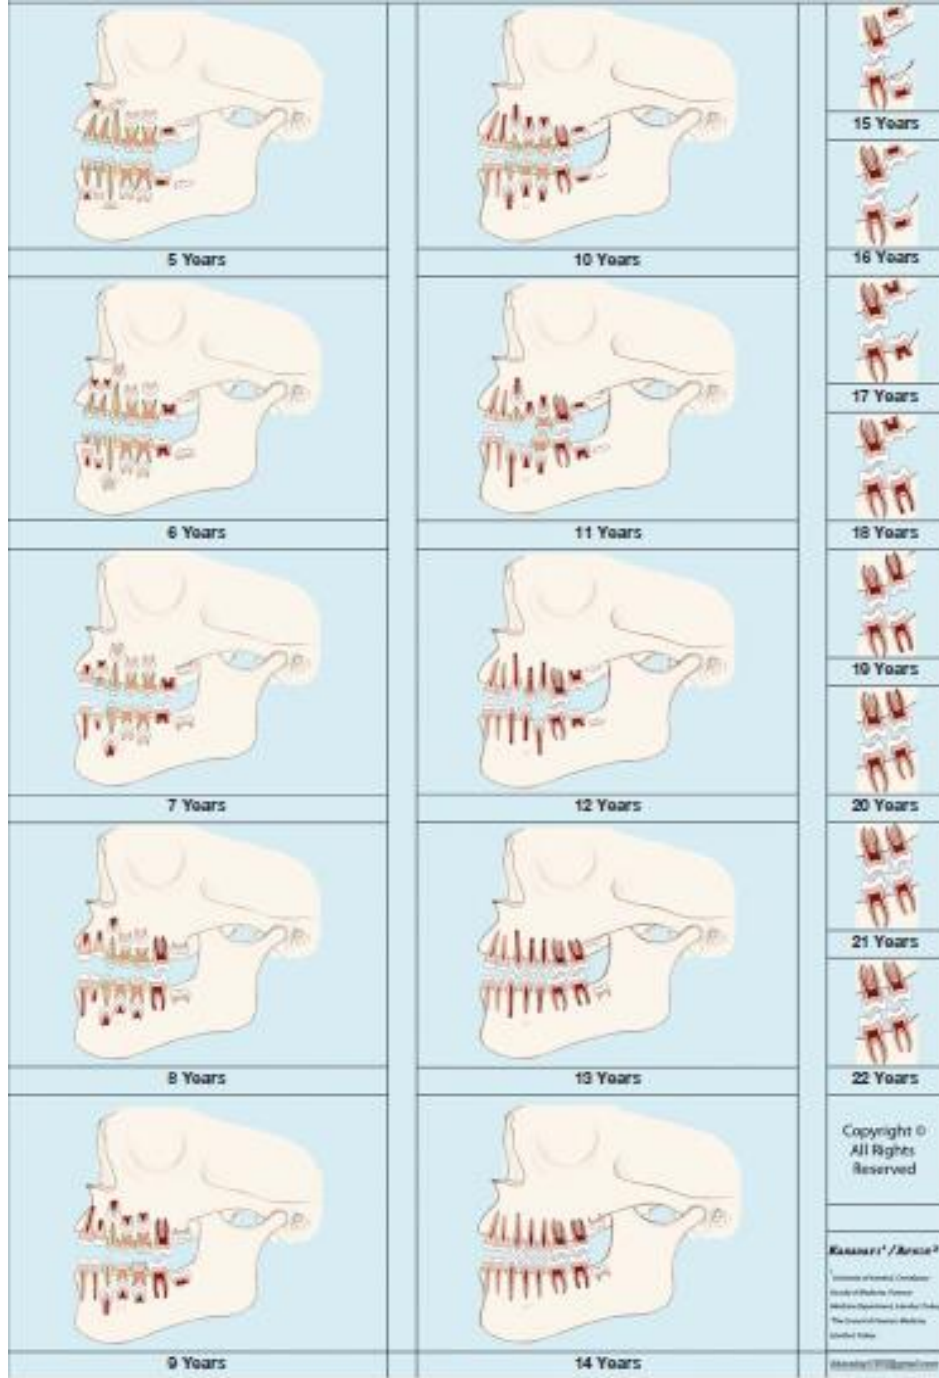 5 Years
10 Years
15 Years
16 Years
6 Years
11 Years
17 Years
18 Years
7 Years
12 Years
19 Years
20 Years
8 Years
13 Years
21 Years
22 Years
Copyright ©
All Rights
Reserved
9 Years
14 Years